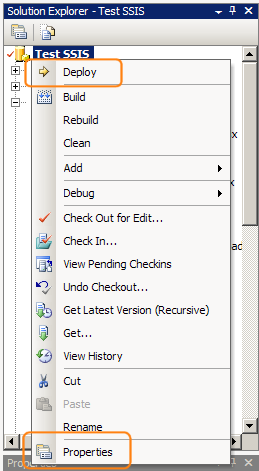 Solution Explorer - Test SSIS
Test SSIS
Deploy
Build
Rebuild
Clean
Add
Debug
Check Out for Edit...
Check In...
View Pending Checkins
Undo Checkout...
Get Latest Version (Recursive)
Get...
View History
Cut
Paste
Rename
Properties
Properties